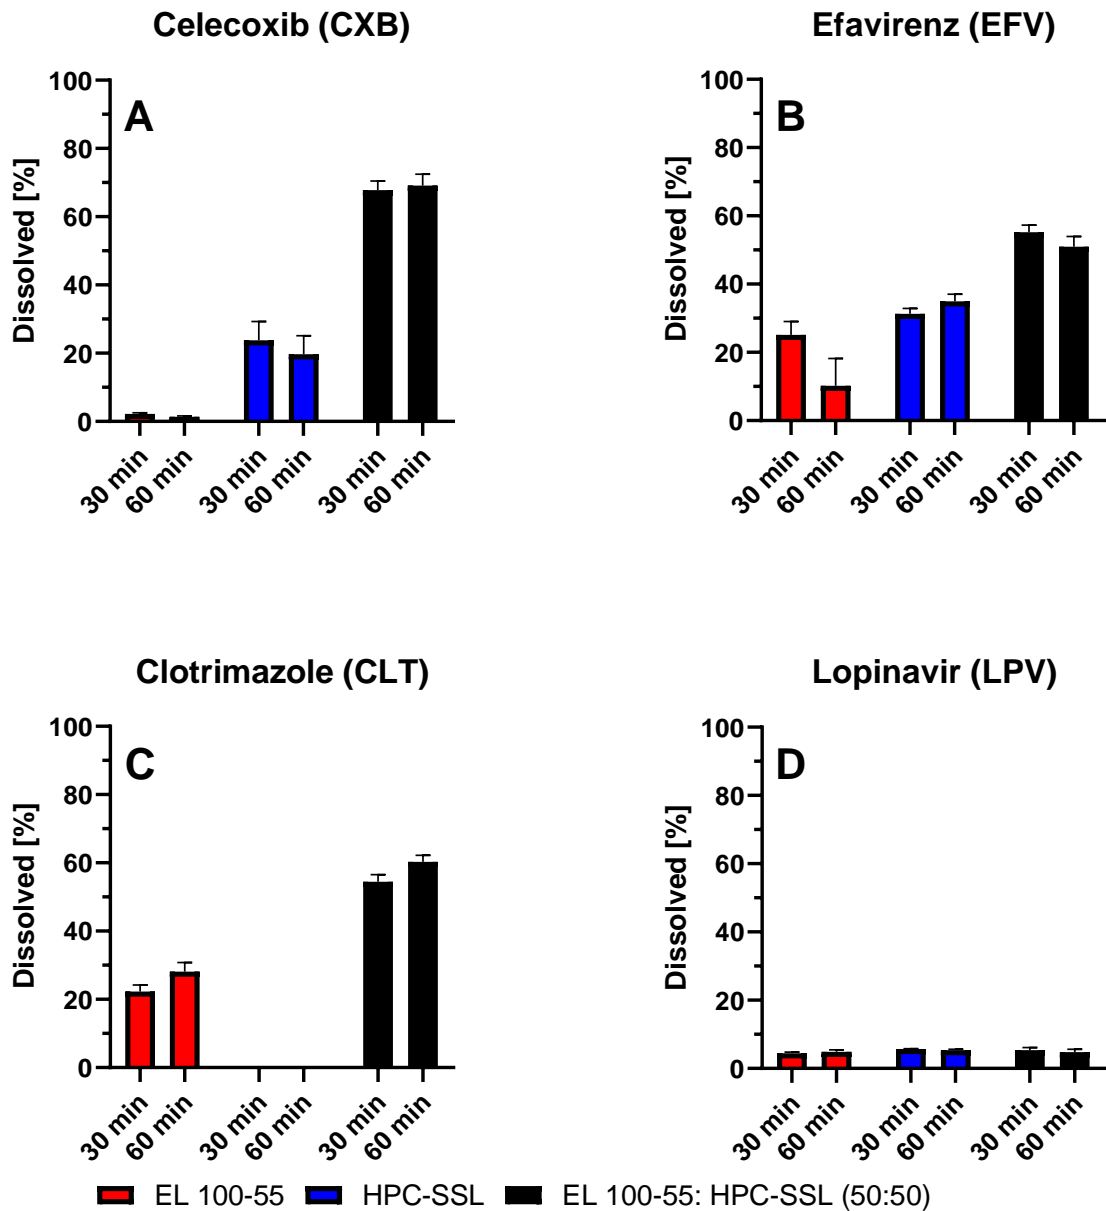 Celecoxib (CXB)
A
Dissolved [%]
100
80
60
40
20
0
30 min
60 min
30 min
60 min
30 min
60 min
Efavirenz (EFV)
B
Dissolved [%]
100
80
60
40
20
0
30 min
60 min
30 min
60 min
30 min
60 min
Clotrimazole (CLT)
C
Dissolved [%]
100
80
60
40
20
0
30 min
60 min
30 min
60 min
30 min
60 min
Lopinavir (LPV)
D
Dissolved [%]
100
80
60
40
20
0
30 min
60 min
30 min
60 min
30 min
60 min
EL 100-55
HPC-SSL
EL 100-55: HPC-SSL (50:50)